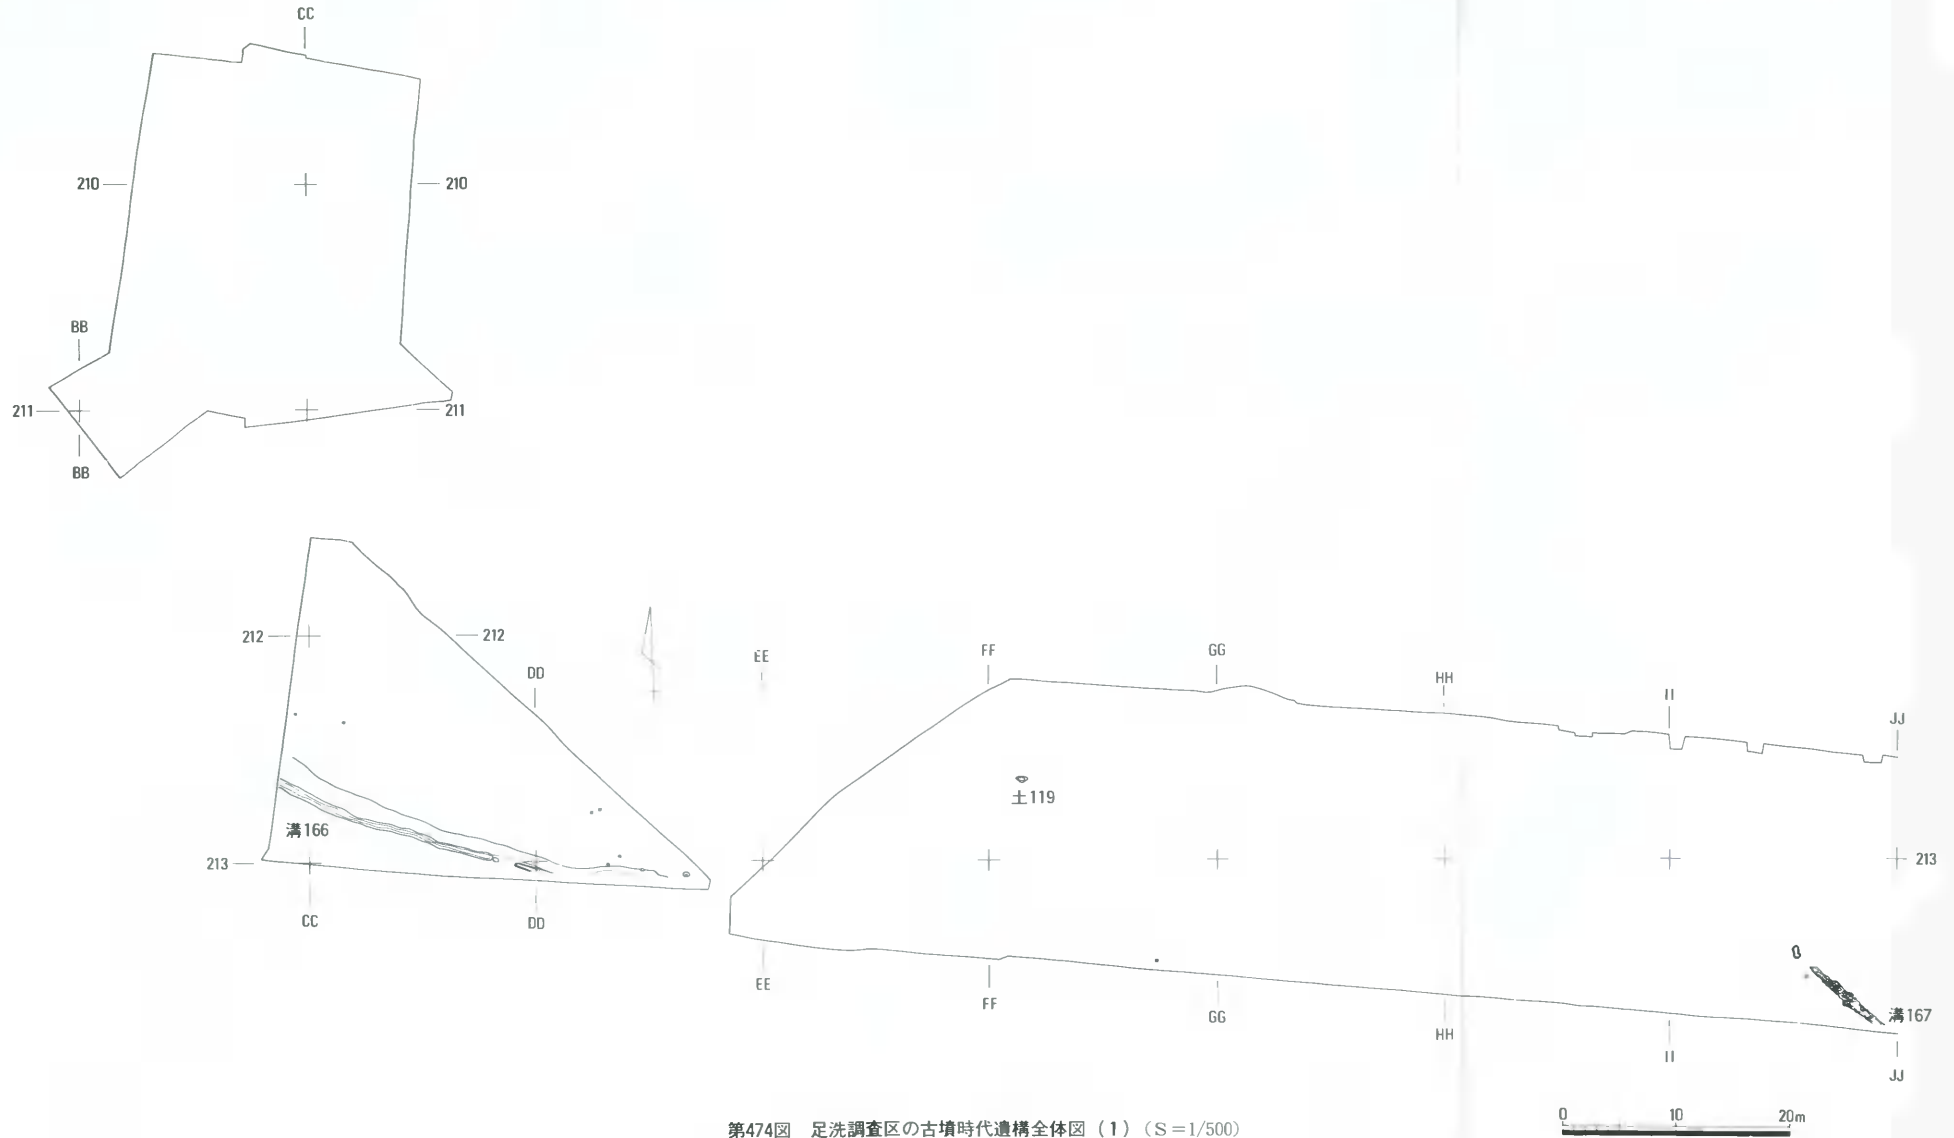 CC
210
210
BB
211
211
BB
212
212
DD
EE
FF
GG
HH
II
JJ
土119
溝166
213
213
CC
DD
EE
FF
GG
HH
II
JJ
溝167
0 10 20m
第474図 足洗調査区の古墳時代遺構全体図（1）（S＝1/500）